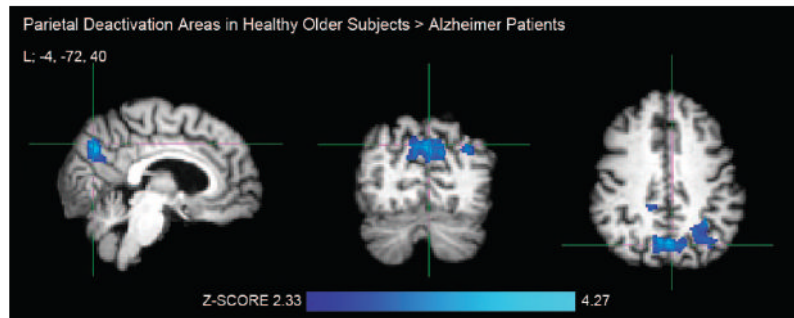 Parietal Deactivation Areas in Healthy Older Subjects > Alzheimer Patients
L; -4, -72, 40
Z-SCORE 2.33 4.27